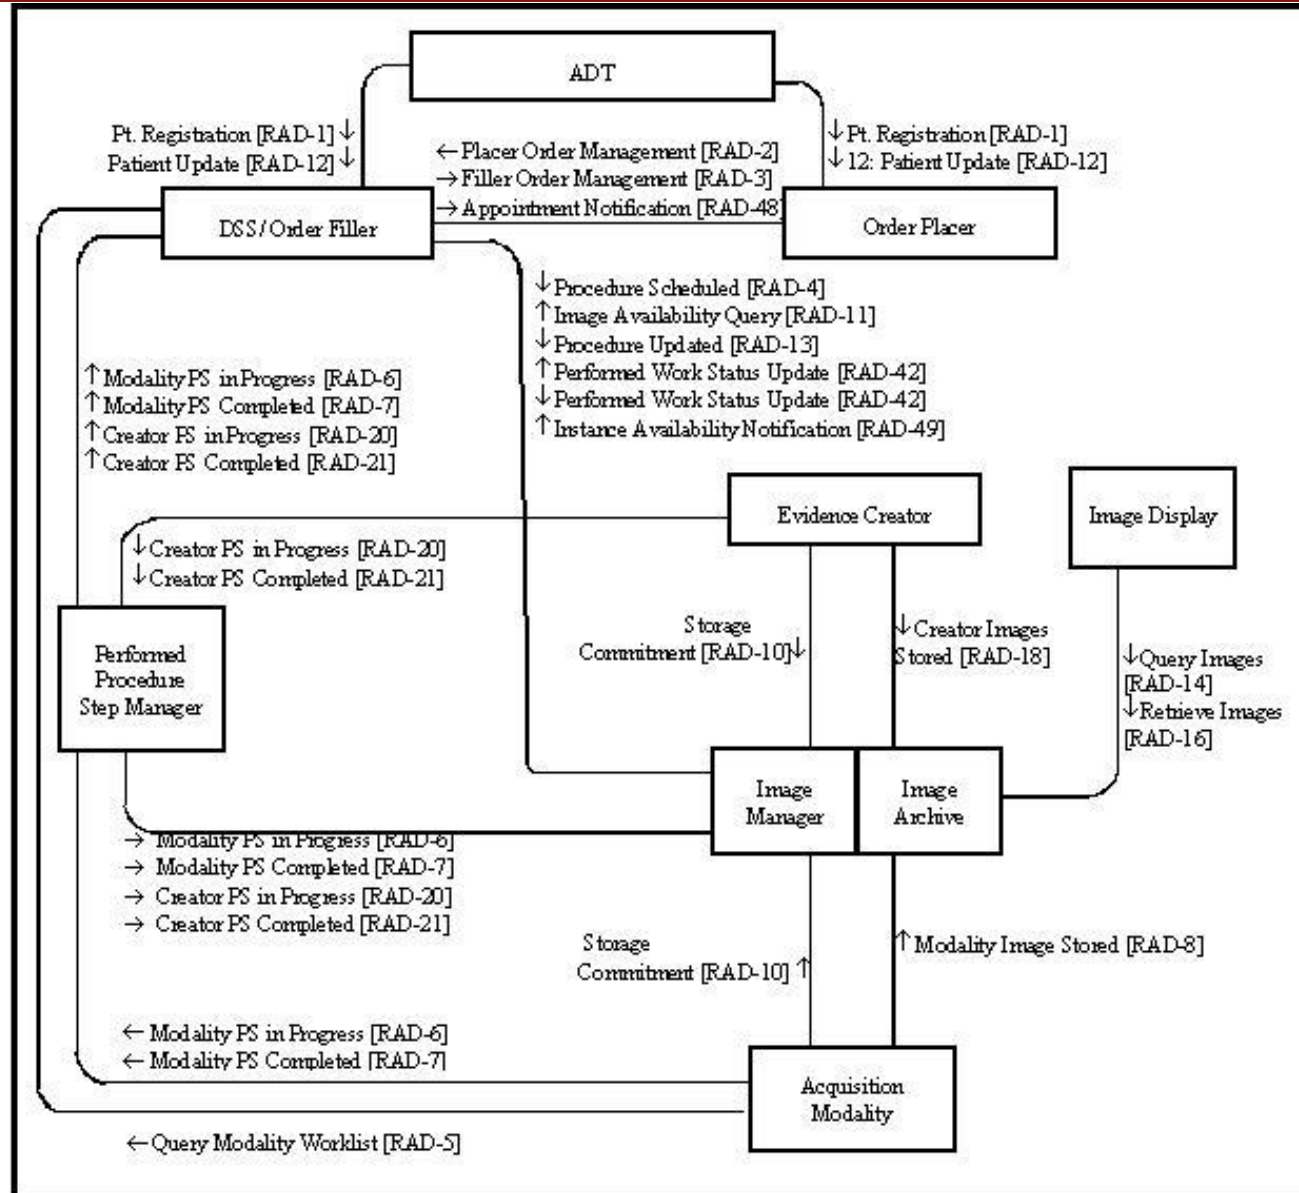 ADT
Pt. Registration [RAD-1] ↓
Patient Update [RAD-12] ↓
← Placer Order Management [RAD-2]
→ Filler Order Management [RAD-3]
→ Appointment Notification [RAD-48]
↓ Pt. Registration [RAD-1]
↓ 12: Patient Update [RAD-12]
DSS/ Order Filler
Order Placer
↓ Procedure Scheduled [RAD-4]
↑ Image Availability Query [RAD-11]
↓ Procedure Updated [RAD-13]
↑ Performed Work Status Update [RAD-42]
↓ Performed Work Status Update [RAD-42]
↑ Instance Availability Notification [RAD-49]
↑ Modality PS in Progress [RAD-6]
↑ Modality PS Completed [RAD-7]
↑ Creator PS in Progress [RAD-20]
↑ Creator PS Completed [RAD-21]
Evidence Creator
Image Display
↓ Creator PS in Progress [RAD-20]
↓ Creator PS Completed [RAD-21]
Performed
Procedure
Step Manager
Storage
Commitment [RAD-10] ↓
↓ Creator Images
Stored [RAD-18]
↓ Query Images
[RAD-14]
↓ Retrieve Images
[RAD-16]
Image
Manager
Image
Archive
→ Modality PS in Progress [RAD-6]
→ Modality PS Completed [RAD-7]
→ Creator PS in Progress [RAD-20]
→ Creator PS Completed [RAD-21]
Storage
Commitment [RAD-10] ↑
↑ Modality Image Stored [RAD-8]
← Modality PS in Progress [RAD-6]
← Modality PS Completed [RAD-7]
Acquisition
Modality
← Query Modality Worklist [RAD-5]